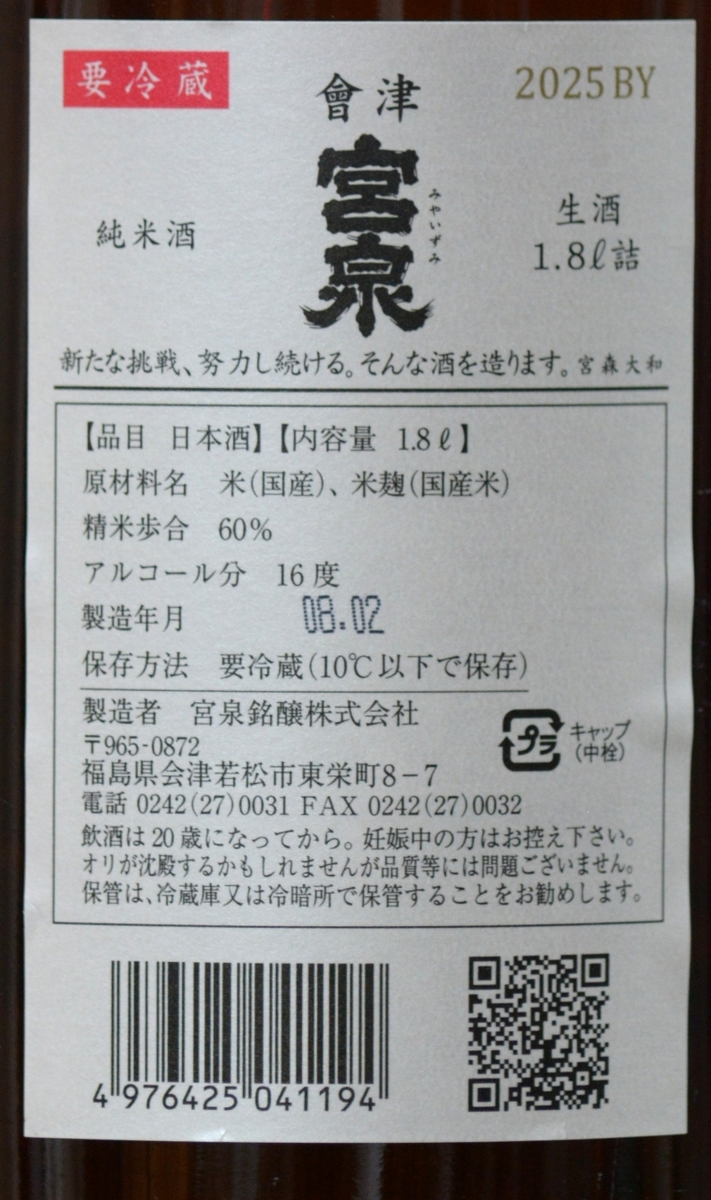 要冷蔵
會津
2025BY
純米酒
宮泉
みやいずみ
生酒
1.8ℓ詰
新たな挑戦、努力し続ける。そんな酒を造ります。宮森大和
【品目 日本酒】【内容量 1.8ℓ】
原材料名 米(国産)、米麹(国産米)
精米歩合 60%
アルコール分 16度
製造年月 08.02
保存方法 要冷蔵(10℃以下で保存)
製造者 宮泉銘醸株式会社
〒965-0872
福島県会津若松市東栄町8−7
電話 0242(27)0031 FAX 0242(27)0032
プラ
キャップ
(中栓)
飲酒は20歳になってから。妊娠中の方はお控え下さい。
オリが沈殿するかもしれませんが品質等には問題ございません。
保管は、冷蔵庫又は冷暗所で保管することをお勧めします。
4 976425 041194